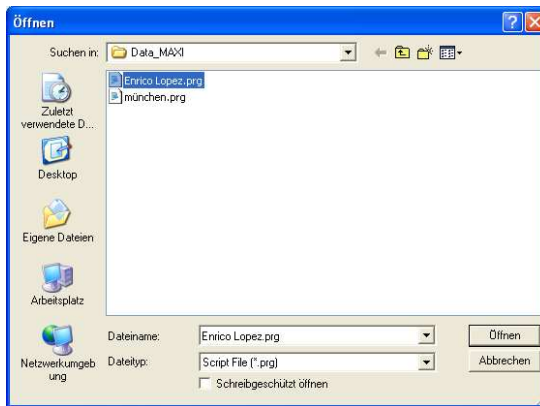 Öffnen
Suchen in: Data_MAXI
Enrico Lopez.prg
münchen.prg
Zuletzt
verwendete D...
Desktop
Eigene Dateien
Arbeitsplatz
Netzwerkumgeb
ung
Dateiname: Enrico Lopez.prg Öffnen
Dateityp: Script File (*.prg) Abbrechen
Schreibgeschützt öffnen